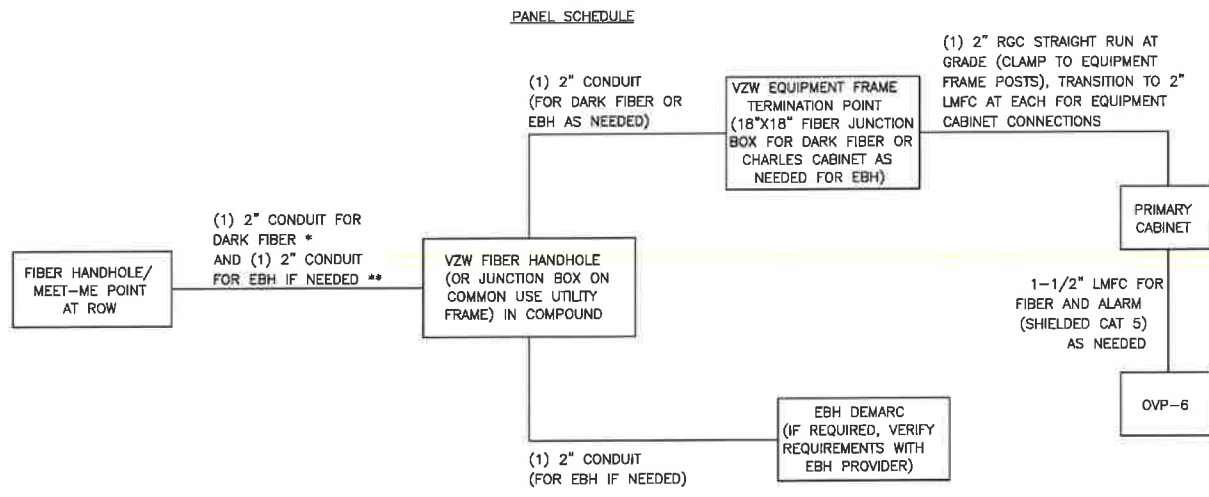 PANEL SCHEDULE
(1) 2" CONDUIT
(FOR DARK FIBER OR
EBH AS NEEDED)
VZW EQUIPMENT FRAME
TERMINATION POINT
(18"X18" FIBER JUNCTION
BOX FOR DARK FIBER OR
CHARLES CABINET AS
NEEDED FOR EBH)
(1) 2" RGC STRAIGHT RUN AT
GRADE (CLAMP TO EQUIPMENT
FRAME POSTS), TRANSITION TO 2"
LMFC AT EACH FOR EQUIPMENT
CABINET CONNECTIONS
PRIMARY
CABINET
(1) 2" CONDUIT FOR
DARK FIBER *
AND (1) 2" CONDUIT
FOR EBH IF NEEDED **
FIBER HANDHOLE/
MEET-ME POINT
AT ROW
VZW FIBER HANDHOLE
(OR JUNCTION BOX ON
COMMON USE UTILITY
FRAME) IN COMPOUND
1-1/2" LMFC FOR
FIBER AND ALARM
(SHIELDED CAT 5)
AS NEEDED
OVP-6
EBH DEMARC
(IF REQUIRED, VERIFY
REQUIREMENTS WITH
EBH PROVIDER)
(1) 2" CONDUIT
(FOR EBH IF NEEDED)